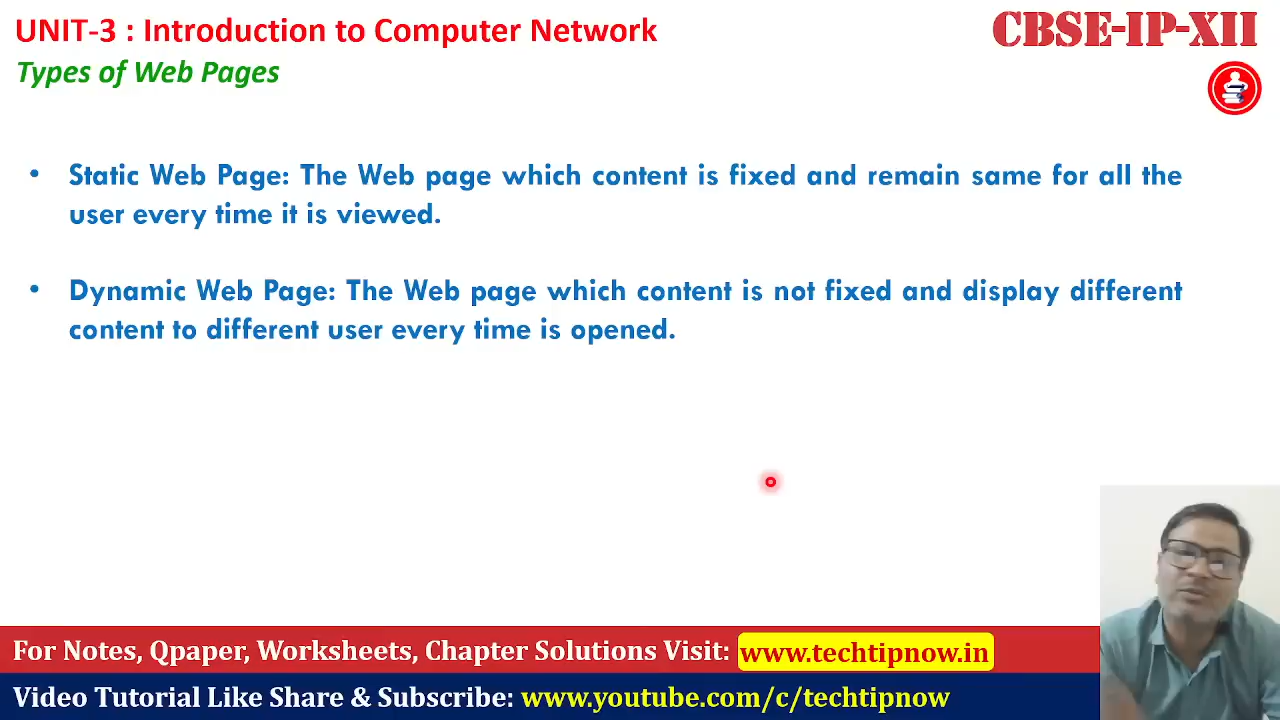 UNIT-3 : Introduction to Computer Network
CBSE-IP-XII
Types of Web Pages
• Static Web Page: The Web page which content is fixed and remain same for all the
user every time it is viewed.
• Dynamic Web Page: The Web page which content is not fixed and display different
content to different user every time is opened.
For Notes, Qpaper, Worksheets, Chapter Solutions Visit: www.techtipnow.in
Video Tutorial Like Share & Subscribe: www.youtube.com/c/techtipnow